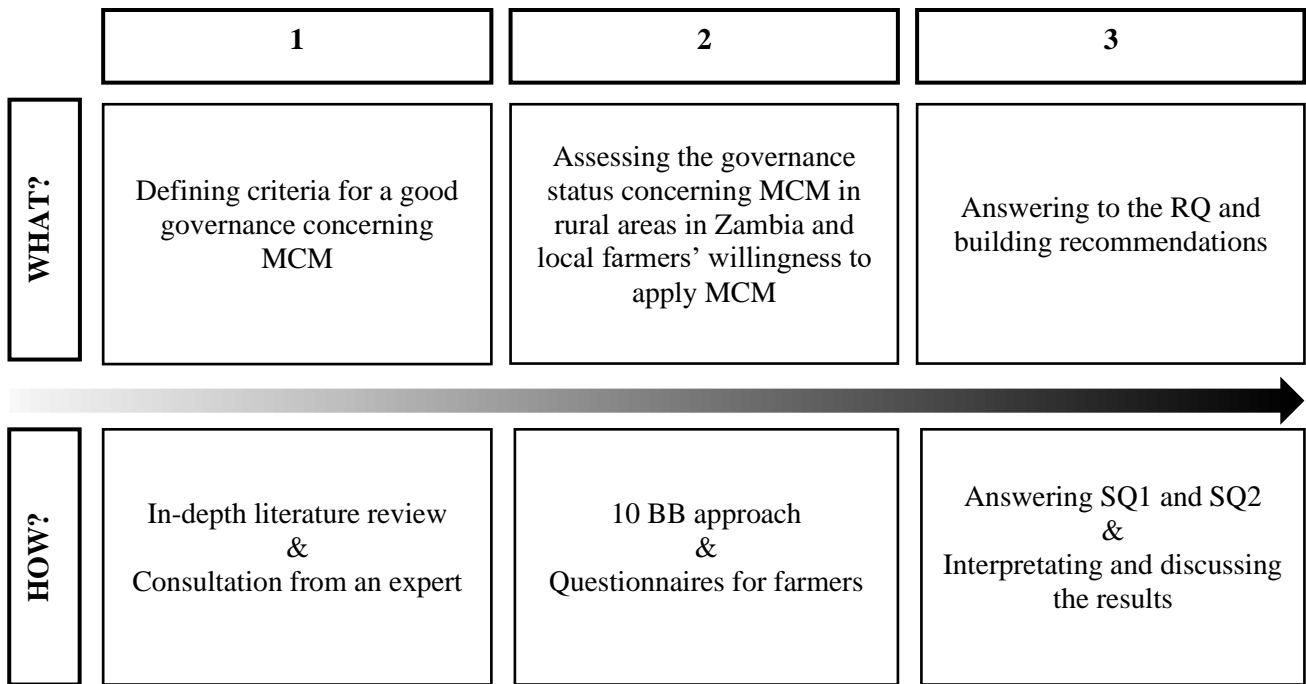 1
2
3
WHAT?
Defining criteria for a good
governance concerning
MCM
Assessing the governance
status concerning MCM in
rural areas in Zambia and
local farmers’ willingness to
apply MCM
Answering to the RQ and
building recommendations
HOW?
In-depth literature review
&
Consultation from an expert
10 BB approach
&
Questionnaires for farmers
Answering SQ1 and SQ2
&
Interpretating and discussing
the results